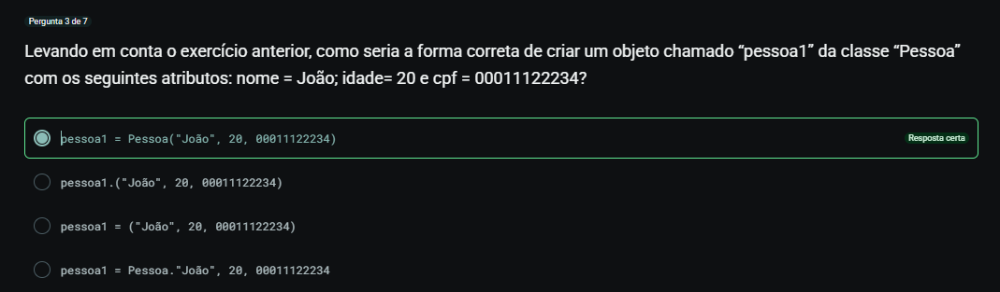 Pergunta 3 de 7
Levando em conta o exercício anterior, como seria a forma correta de criar um objeto chamado “pessoa1” da classe “Pessoa”
com os seguintes atributos: nome = João; idade= 20 e cpf = 00011122234?
pessoa1 = Pessoa("João", 20, 00011122234)
Resposta certa
pessoa1.("João", 20, 00011122234)
pessoa1 = ("João", 20, 00011122234)
pessoa1 = Pessoa."João", 20, 00011122234